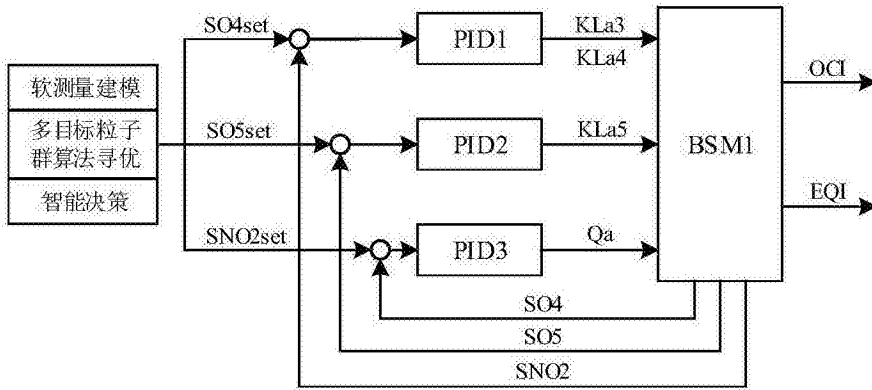 SO4set
PID1
KLa3
KLa4
软测量建模
多目标粒子
群算法寻优
智能决策
SO5set
PID2
KLa5
BSM1
OCI
EQI
SNO2set
PID3
Qa
SO4
SO5
SNO2